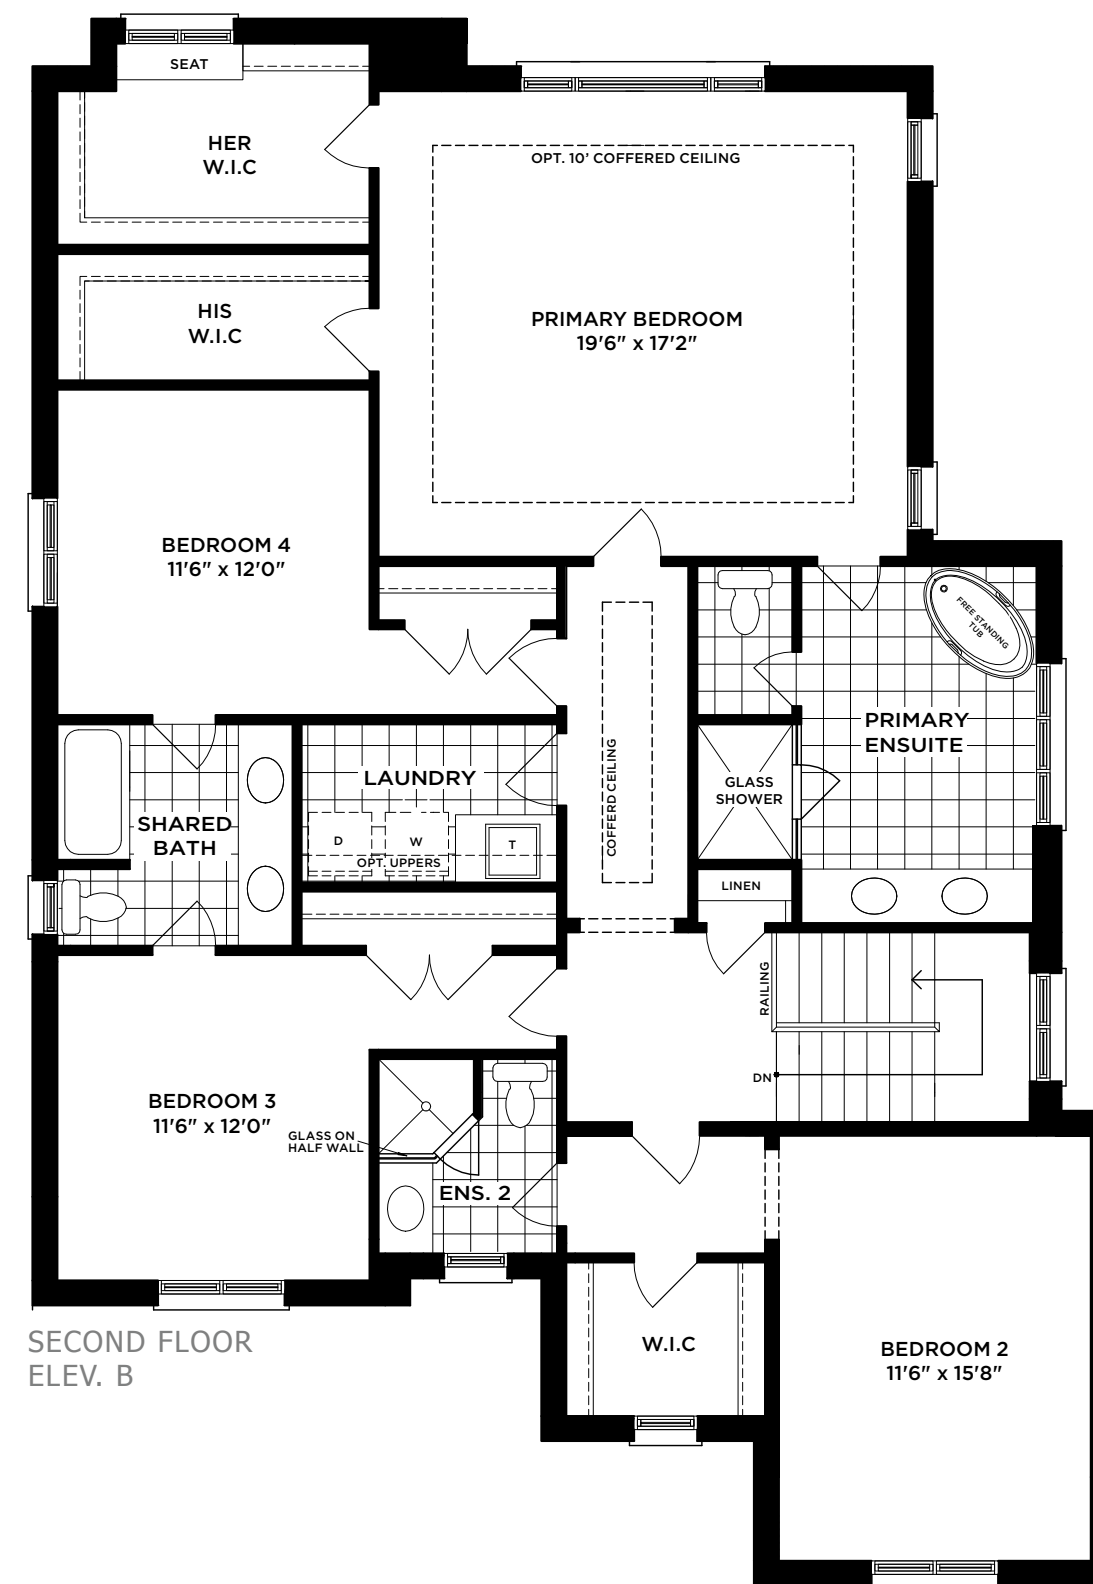 SEAT
HER
W.I.C
OPT. 10' COFFERED CEILING
HIS
W.I.C
PRIMARY BEDROOM
19'6" x 17'2"
BEDROOM 4
11'6" x 12'0"
FREE STANDING
TUB
PRIMARY
ENSUITE
LAUNDRY
GLASS
SHOWER
COFFERD CEILING
SHARED
BATH
D
W
T
OPT. UPPERS
LINEN
RAILING
DN
BEDROOM 3
11'6" x 12'0"
GLASS ON
HALF WALL
ENS. 2
W.I.C
BEDROOM 2
11'6" x 15'8"
SECOND FLOOR
ELEV. B